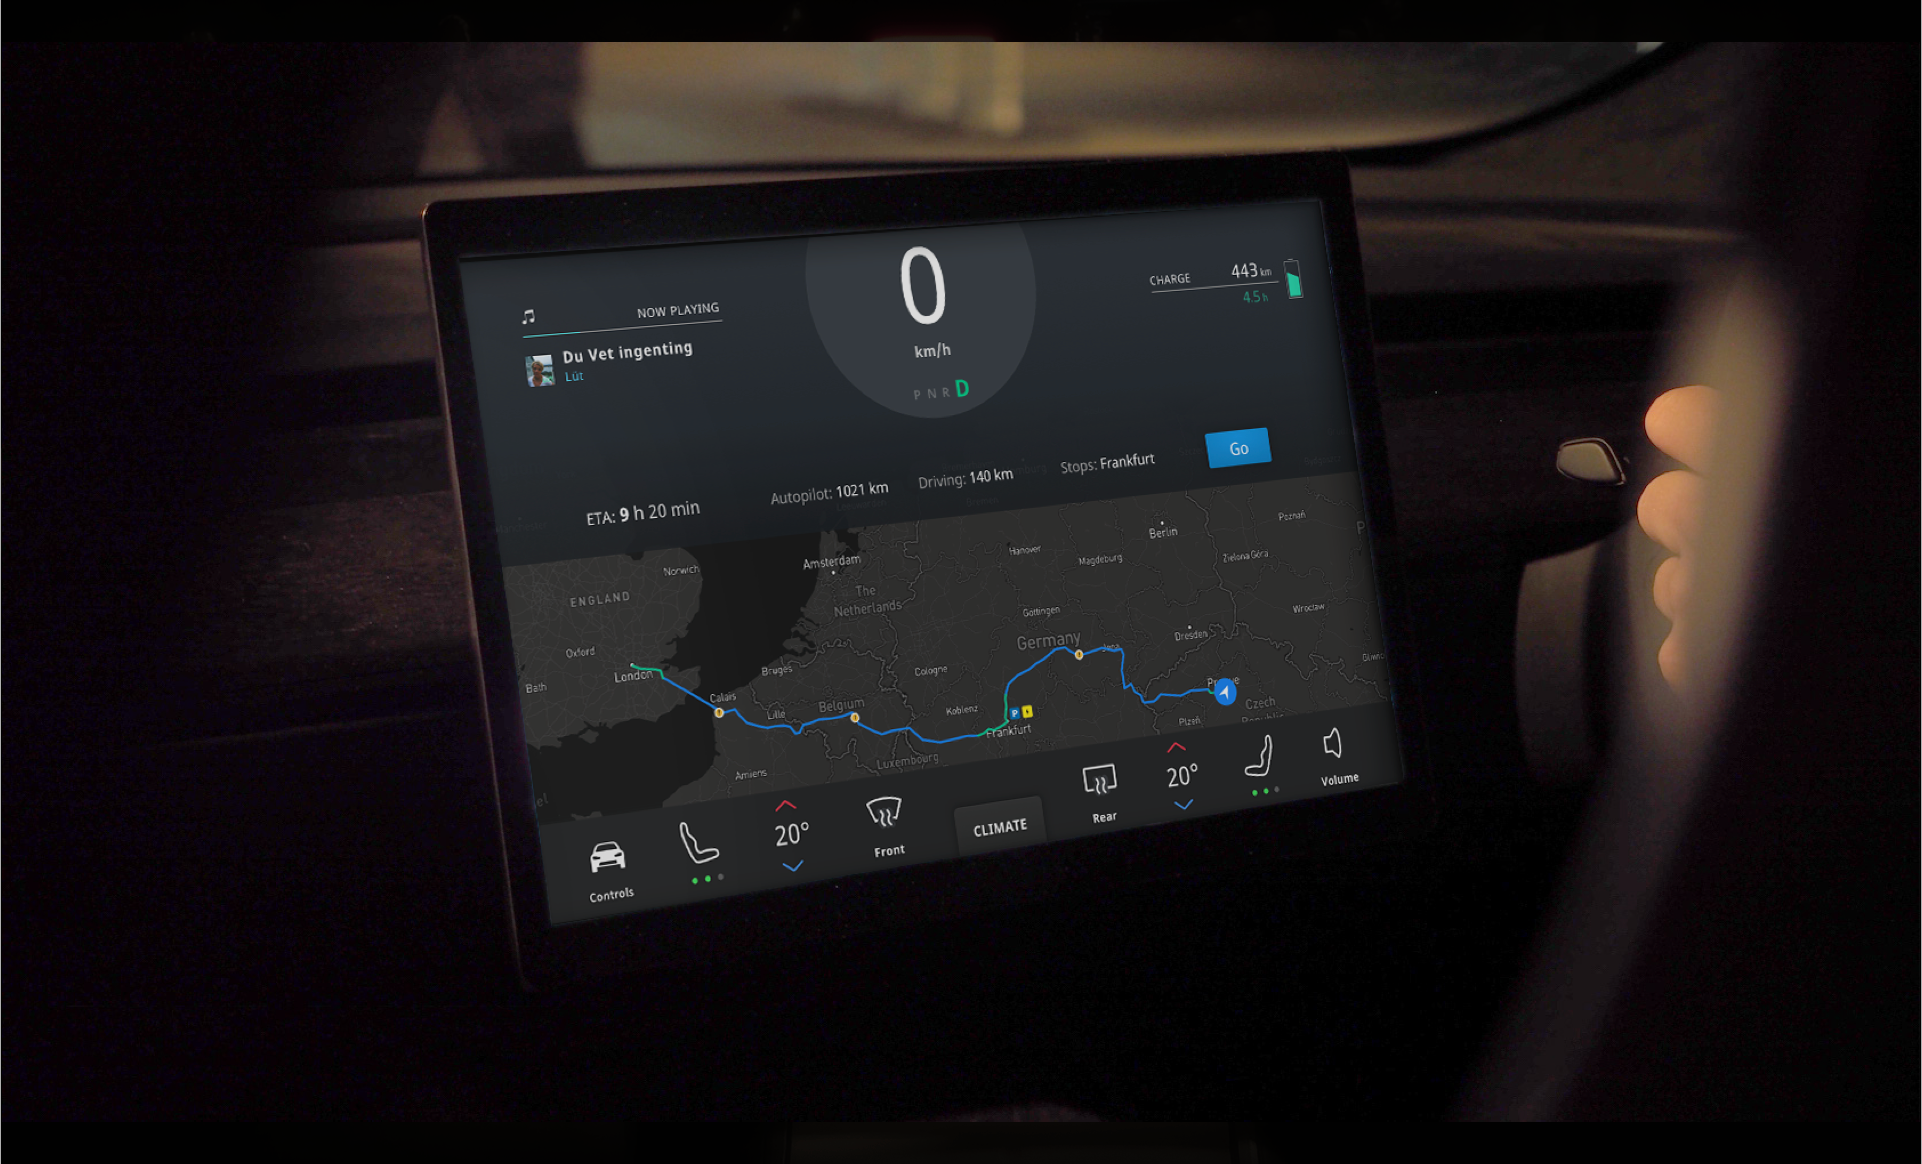 NOW PLAYING
Du Vet ingenting
Lüt
0
km/h
P N R D
CHARGE 443 km
4.5 h
ETA: 9 h 20 min
Autopilot: 1021 km
Driving: 140 km
Stops: Frankfurt
Go
Norwich
ENGLAND
Oxford
London
Bath
Amsterdam
The
Netherlands
Hanover
Magdeburg
Berlin
Poznań
Zielona Góra
Göttingen
Germany
Dresden
Wroclaw
Bruges
Cologne
Calais
Lille
Belgium
Koblenz
P
Frankfurt
Plzeń
Czech
Luxembourg
Amiens
Controls
20°
Front
CLIMATE
Rear
20°
Volume